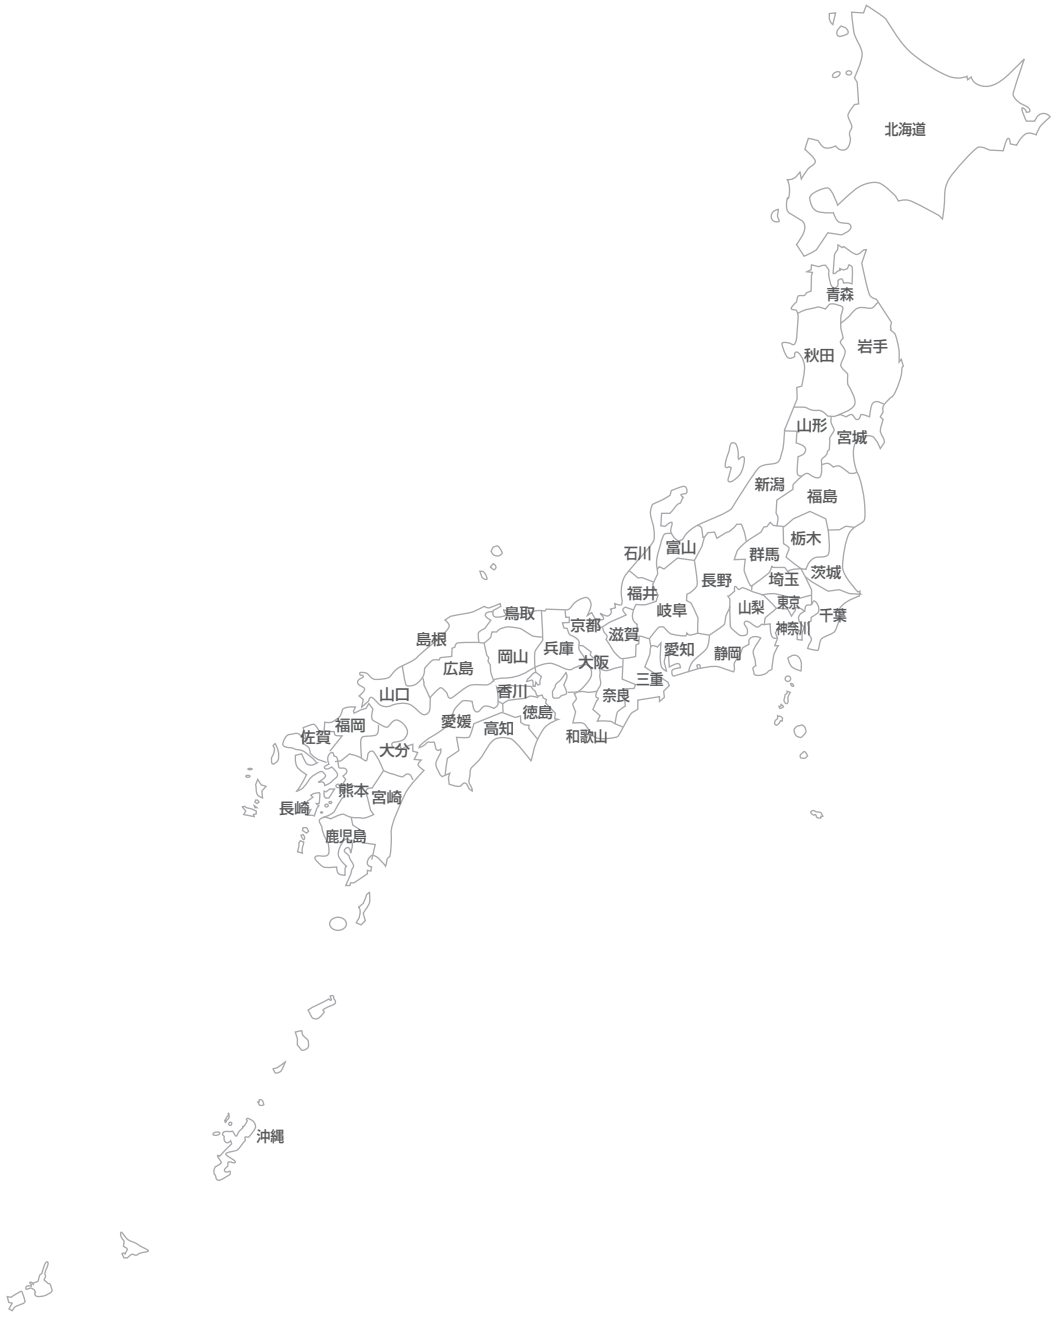 北海道
青森
岩手
秋田
山形
宮城
新潟
福島
栃木
石川
富山
群馬
長野
茨城
埼玉
福井
東京
岐阜
山梨
千葉
鳥取
京都
神奈川
滋賀
島根
兵庫
愛知
静岡
岡山
大阪
広島
三重
香川
山口
奈良
徳島
愛媛
福岡
高知
佐賀
和歌山
大分
熊本
宮崎
長崎
鹿児島
沖縄